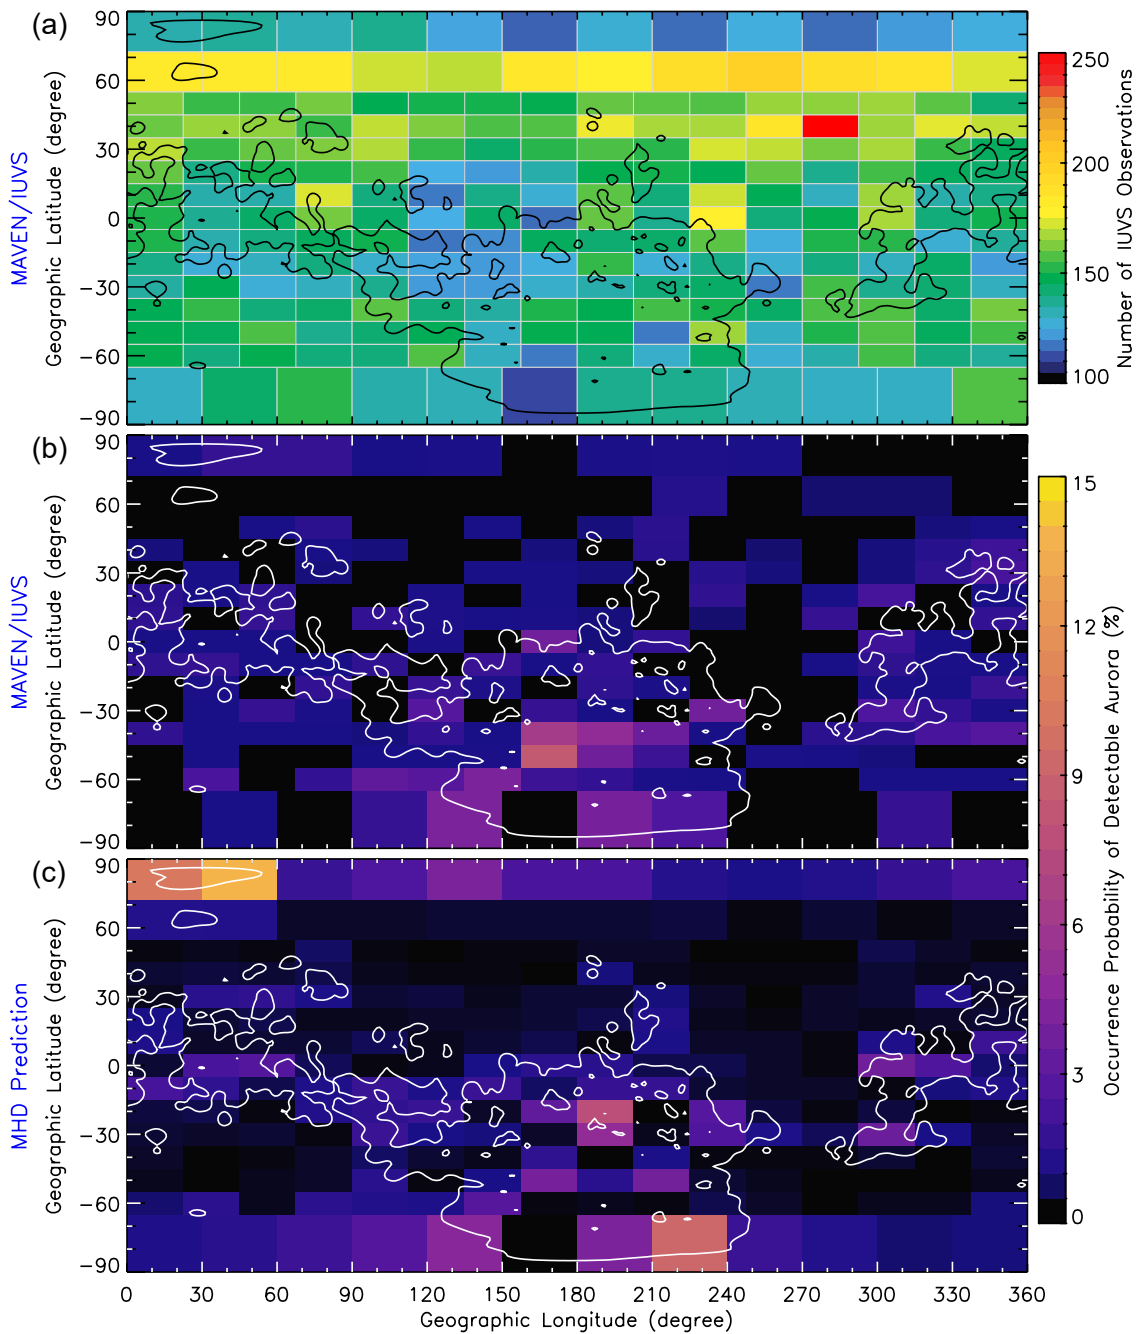 (a)
MAVEN/IUVS
Geographic Latitude (degree)
90
60
30
0
−30
−60
−90
250
200
150
100
Number of IUVS Observations
(b)
MAVEN/IUVS
Geographic Latitude (degree)
90
60
30
0
−30
−60
−90
(c)
MHD Prediction
Geographic Latitude (degree)
90
60
30
0
−30
−60
−90
15
12
9
6
3
0
Occurrence Probability of Detectable Aurora (%)
0 30 60 90 120 150 180 210 240 270 300 330 360
Geographic Longitude (degree)